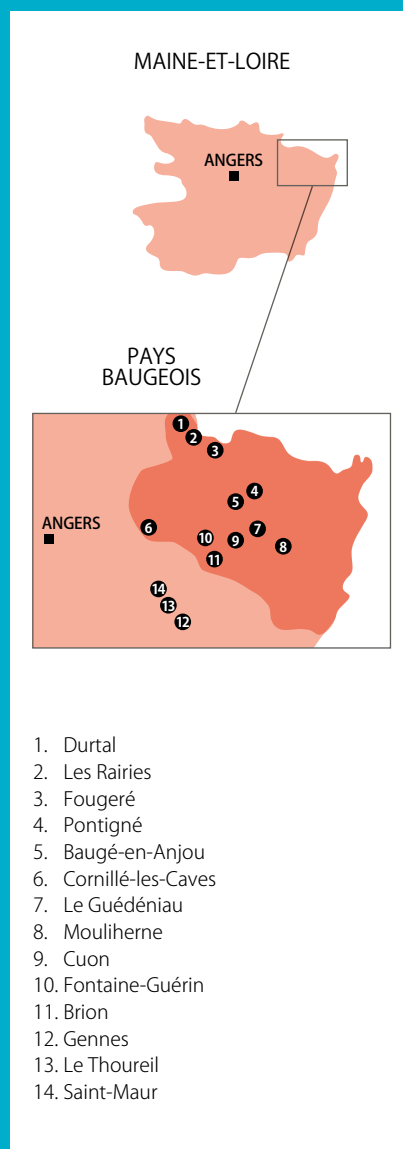 MAINE-ET-LOIRE
ANGERS
PAYS
BAUGEOIS
1
2
3
4
5
ANGERS
6
7
10
9
8
11
14
13
12
1. Durtal
2. Les Rairies
3. Fougeré
4. Pontigné
5. Baugé-en-Anjou
6. Cornillé-les-Caves
7. Le Guédéniau
8. Mouliherne
9. Cuon
10. Fontaine-Guérin
11. Brion
12. Gennes
13. Le Thoureil
14. Saint-Maur